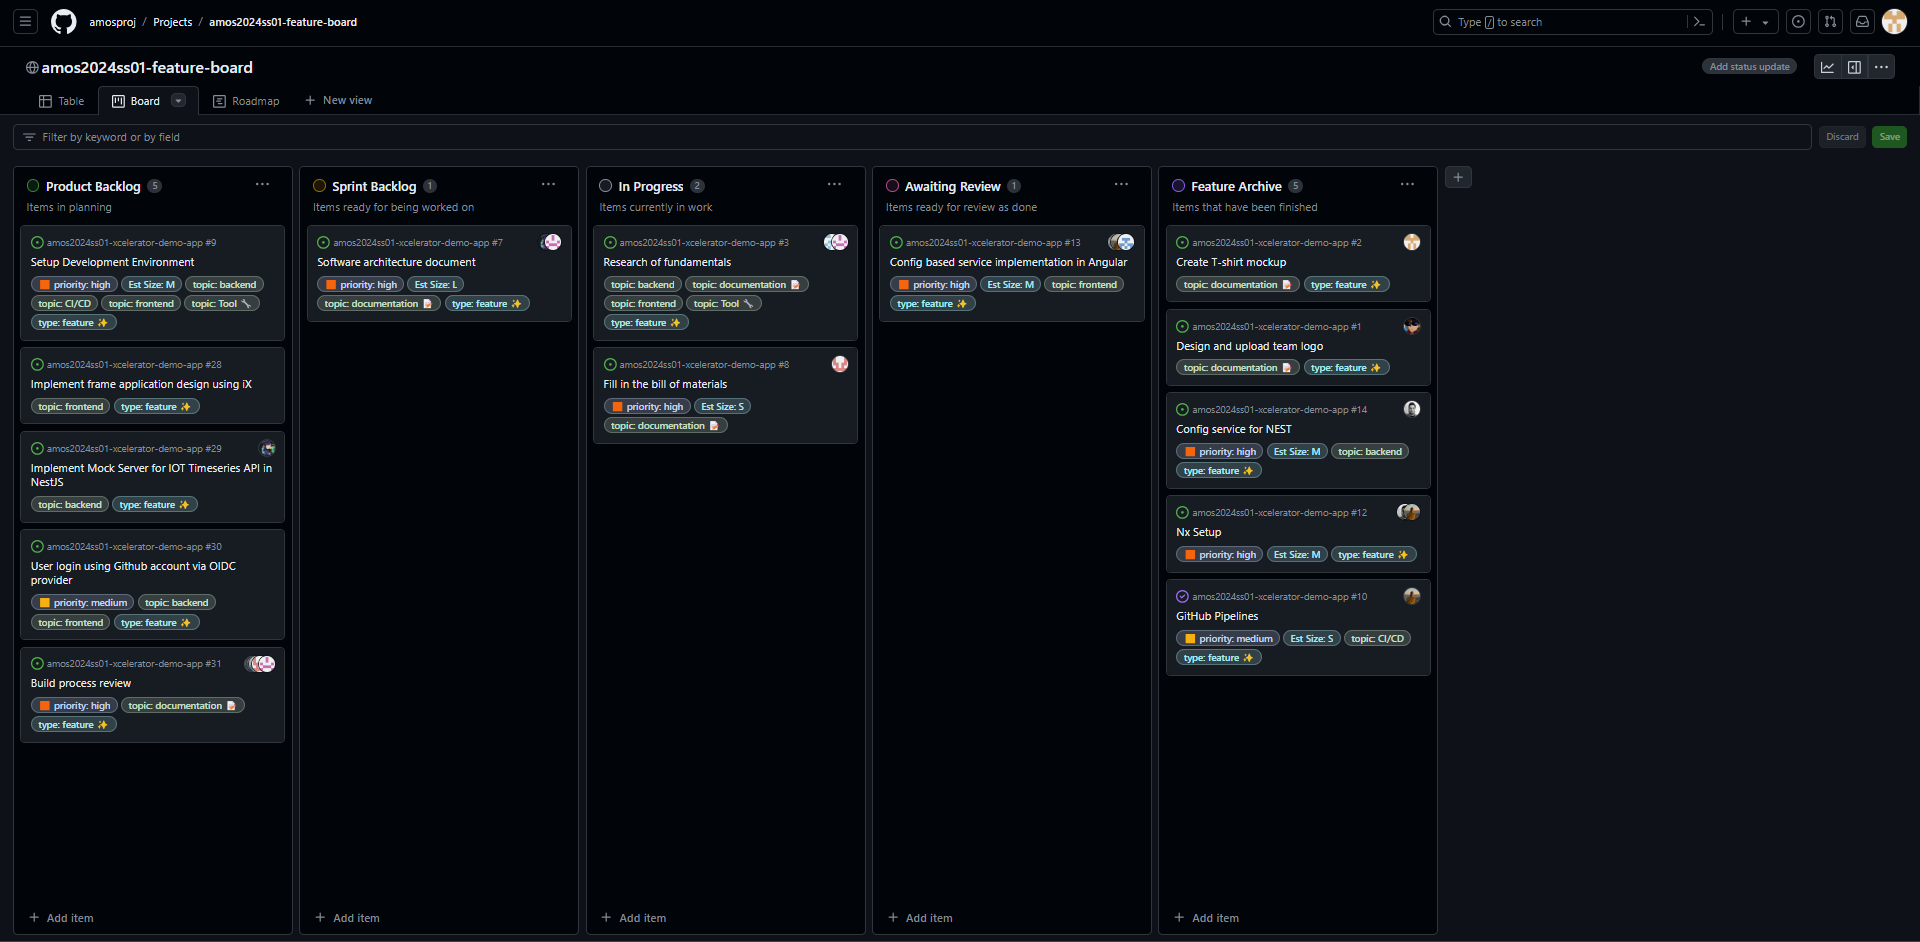 amosproj / Projects / amos2024ss01-feature-board
Type / to search
amos2024ss01-feature-board
Add status update
Table
Board
Roadmap
+ New view
Filter by keyword or by field
Discard
Save
Product Backlog 5
Items in planning
amos2024ss01-xcelerator-demo-app #9
Setup Development Environment
priority: high Est Size: M topic: backend
topic: CI/CD topic: frontend topic: Tool 🔧
type: feature ✨
amos2024ss01-xcelerator-demo-app #28
Implement frame application design using iX
topic: frontend type: feature ✨
amos2024ss01-xcelerator-demo-app #29
Implement Mock Server for IOT Timeseries API in
NestJS
topic: backend type: feature ✨
amos2024ss01-xcelerator-demo-app #30
User login using Github account via OIDC
provider
priority: medium topic: backend
topic: frontend type: feature ✨
amos2024ss01-xcelerator-demo-app #31
Build process review
priority: high topic: documentation 📝
type: feature ✨
+ Add item
Sprint Backlog 1
Items ready for being worked on
amos2024ss01-xcelerator-demo-app #7
Software architecture document
priority: high Est Size: L
topic: documentation 📝 type: feature ✨
+ Add item
In Progress 2
Items currently in work
amos2024ss01-xcelerator-demo-app #3
Research of fundamentals
topic: backend topic: documentation 📝
topic: frontend topic: Tool 🔧
type: feature ✨
amos2024ss01-xcelerator-demo-app #8
Fill in the bill of materials
priority: high Est Size: S
topic: documentation 📝
+ Add item
Awaiting Review 1
Items ready for review as done
amos2024ss01-xcelerator-demo-app #13
Config based service implementation in Angular
priority: high Est Size: M topic: frontend
type: feature ✨
+ Add item
Feature Archive 5
Items that have been finished
amos2024ss01-xcelerator-demo-app #2
Create T-shirt mockup
topic: documentation 📝 type: feature ✨
amos2024ss01-xcelerator-demo-app #1
Design and upload team logo
topic: documentation 📝 type: feature ✨
amos2024ss01-xcelerator-demo-app #14
Config service for NEST
priority: high Est Size: M topic: backend
type: feature ✨
amos2024ss01-xcelerator-demo-app #12
Nx Setup
priority: high Est Size: M type: feature ✨
amos2024ss01-xcelerator-demo-app #10
GitHub Pipelines
priority: medium Est Size: S topic: CI/CD
type: feature ✨
+ Add item